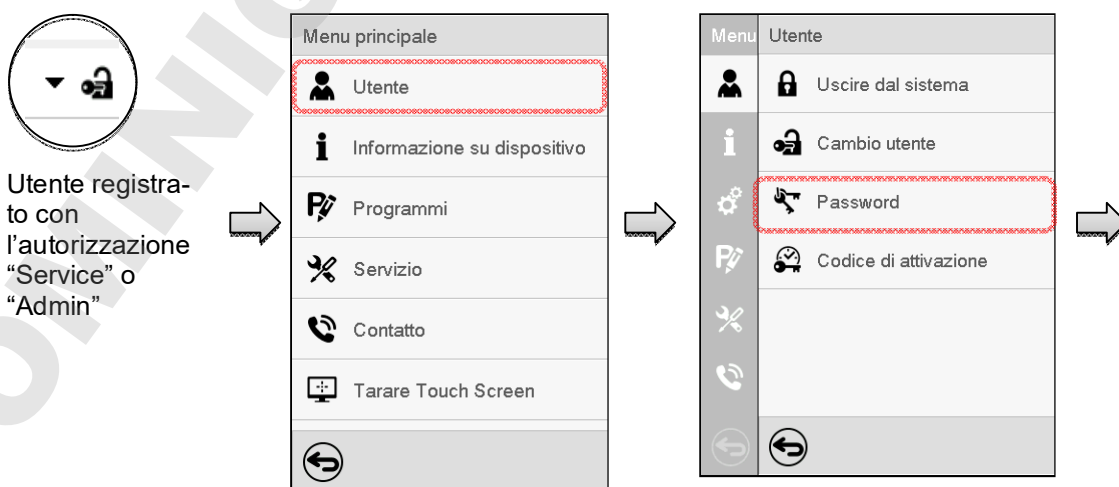 Utente registra-
to con
l'autorizzazione
“Service” o
“Admin”
Menu principale
Utente
Informazione su dispositivo
Programmi
Servizio
Contatto
Tarare Touch Screen
Menu
Utente
Uscire dal sistema
Cambio utente
Password
Codice di attivazione